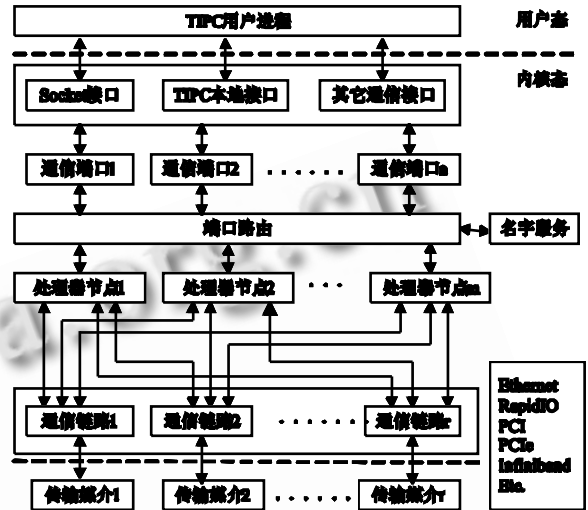 TIPC用户进程
用户态
内核态
Socket接口
TIPC本地接口
其它通信接口
通信端口1
通信端口2
······
通信端口n
端口路由
名字服务
处理器节点1
处理器节点2
····
处理器节点m
通信链路1
通信链路2
······
通信链路r
Ethernet
RapidIO
PCI
PCIe
Infiniband
Etc.
传输媒介1
传输媒介2
······
传输媒介r